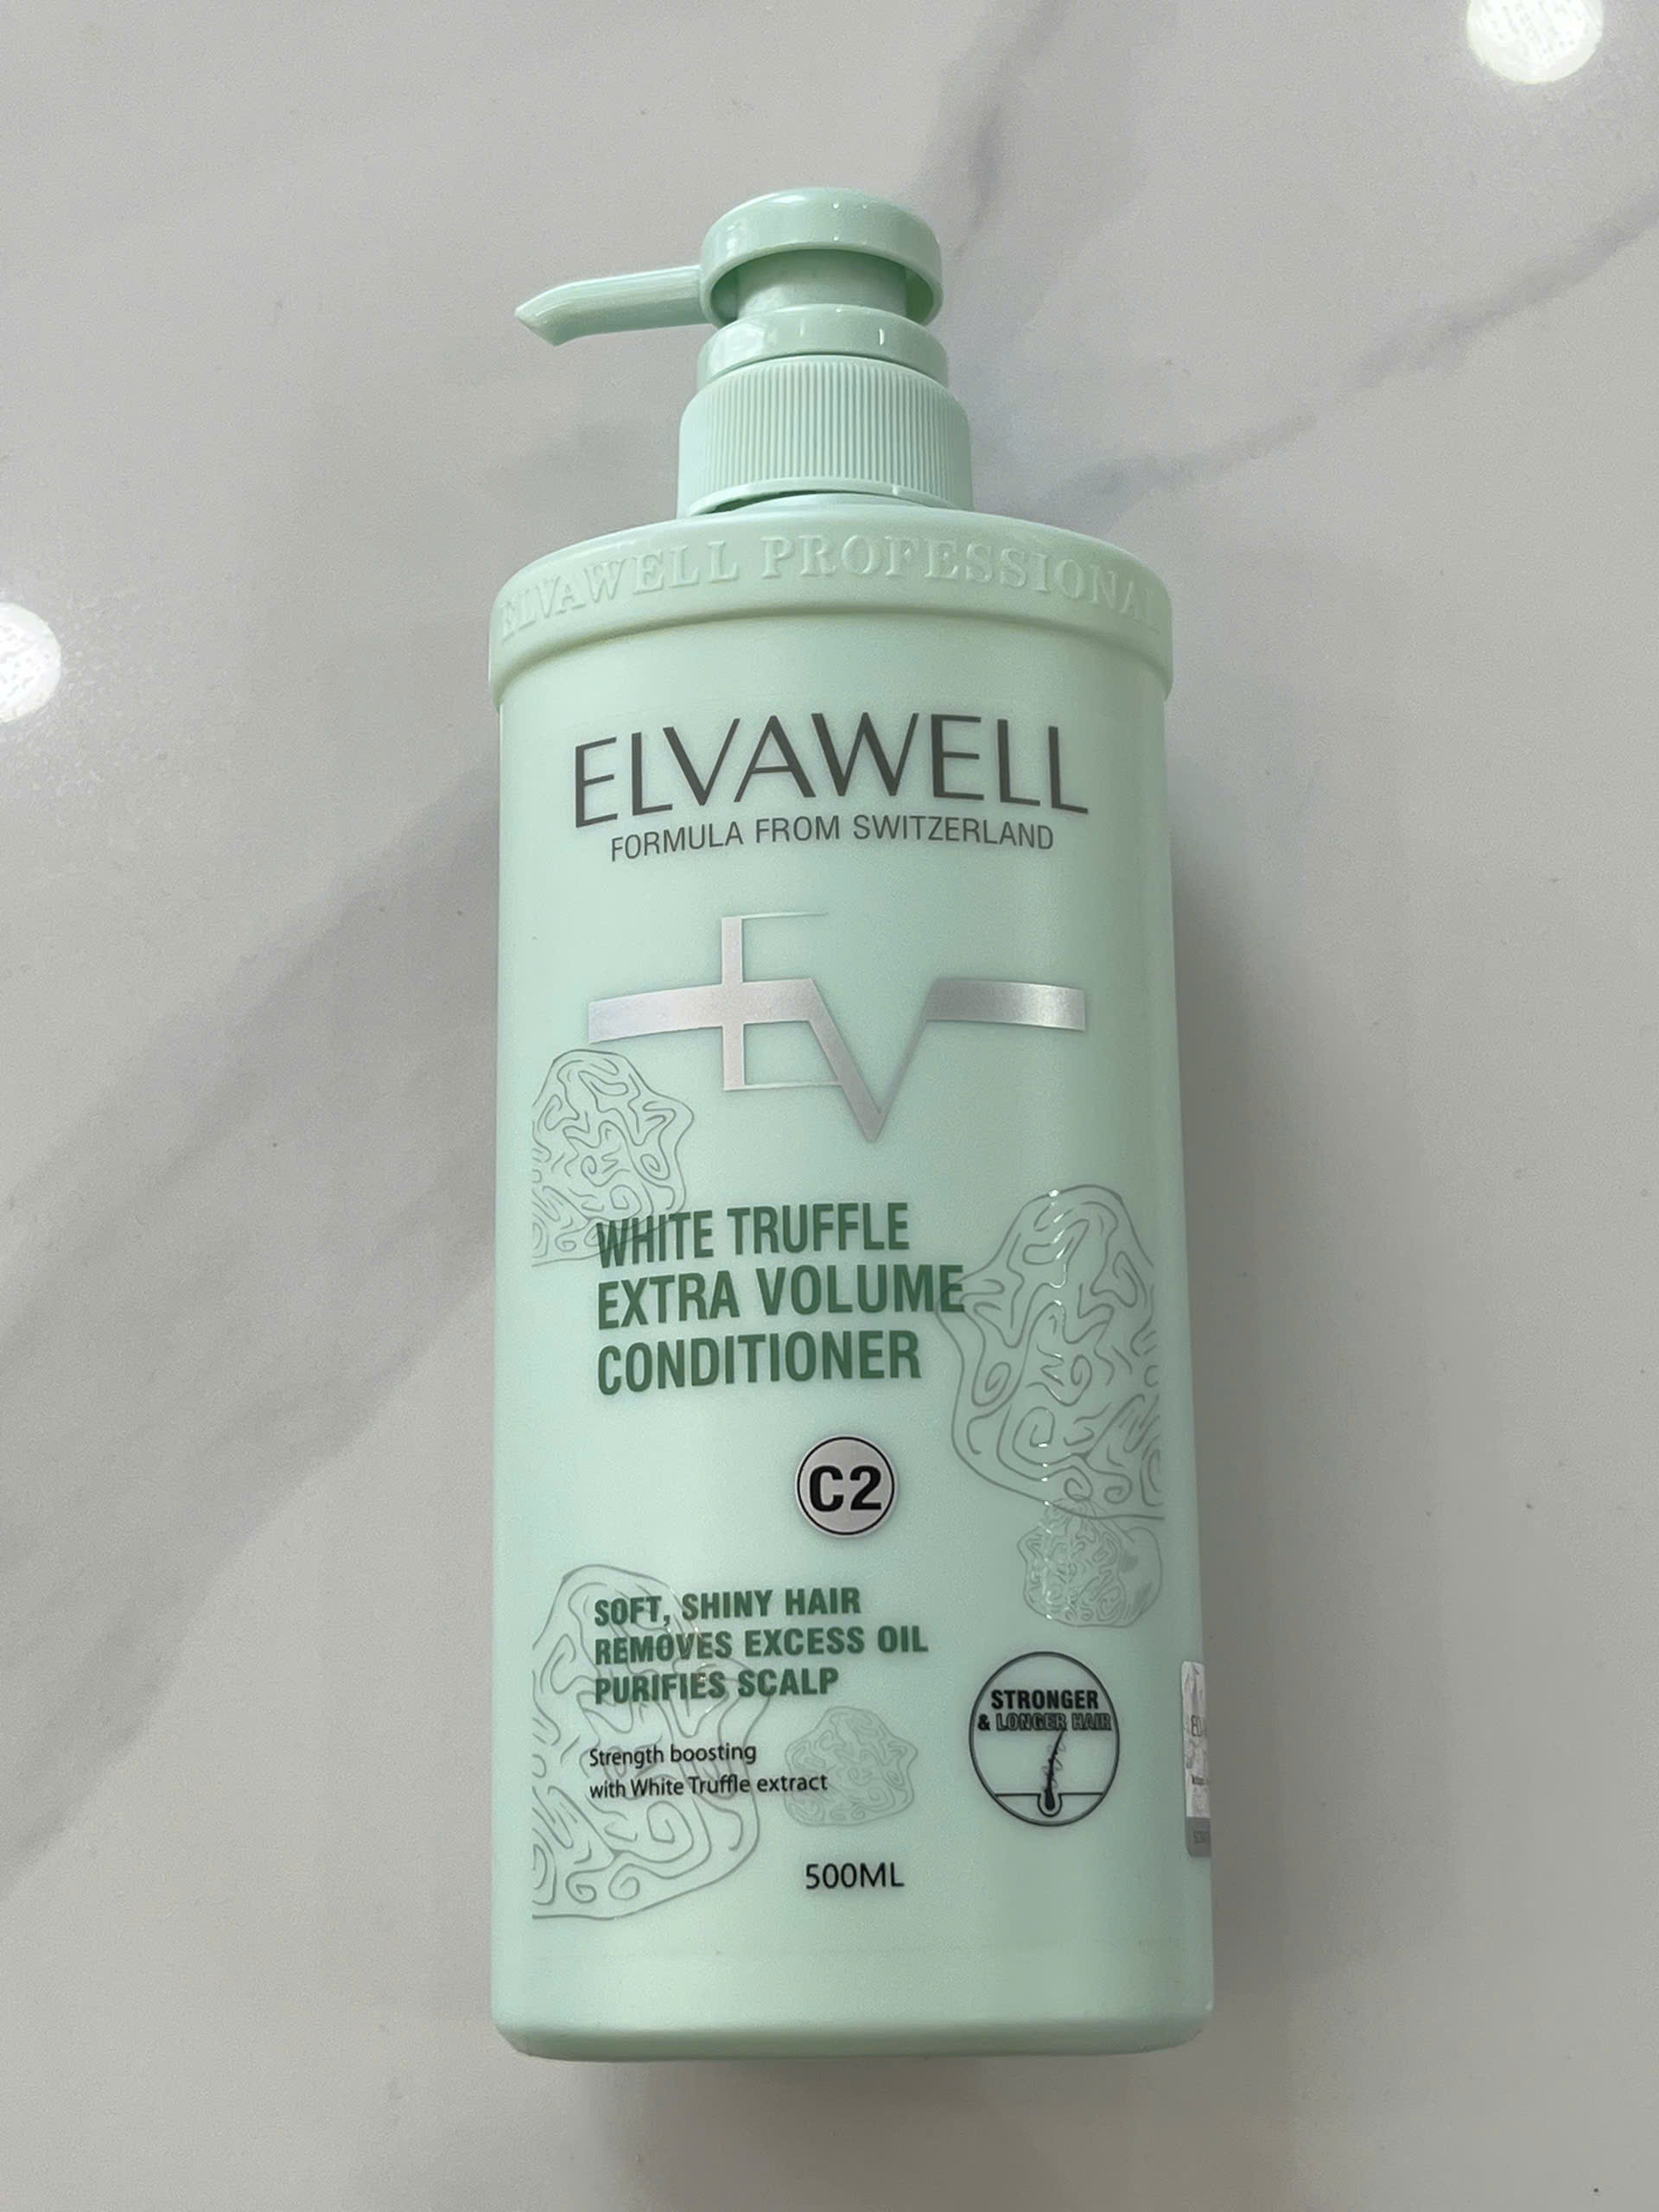 ELVAWELL PROFESSIONAL
ELVAWELL
FORMULA FROM SWITZERLAND
EV
WHITE TRUFFLE
EXTRA VOLUME
CONDITIONER
C2
SOFT, SHINY HAIR
REMOVES EXCESS OIL
PURIFIES SCALP
STRONGER
& LONGER HAIR
Strength boosting
with White Truffle extract
500ML